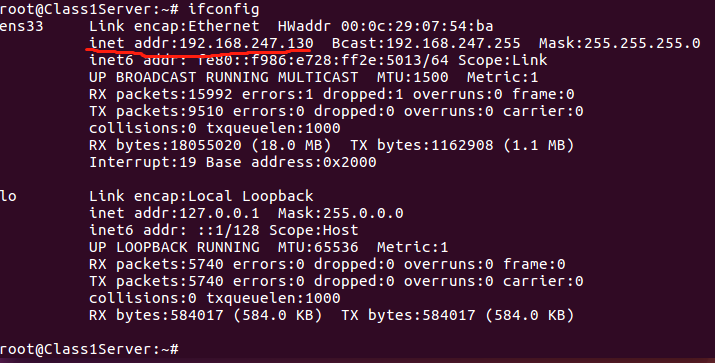 root@Class1Server:~# ifconfig
ens33 Link encap:Ethernet HWaddr 00:0c:29:07:54:ba
inet addr:192.168.247.130 Bcast:192.168.247.255 Mask:255.255.255.0
inet6 addr: fe80::f986:e728:ff2e:5013/64 Scope:Link
UP BROADCAST RUNNING MULTICAST MTU:1500 Metric:1
RX packets:15992 errors:1 dropped:1 overruns:0 frame:0
TX packets:9510 errors:0 dropped:0 overruns:0 carrier:0
collisions:0 txqueuelen:1000
RX bytes:18055020 (18.0 MB) TX bytes:1162908 (1.1 MB)
Interrupt:19 Base address:0x2000
lo Link encap:Local Loopback
inet addr:127.0.0.1 Mask:255.0.0.0
inet6 addr: ::1/128 Scope:Host
UP LOOPBACK RUNNING MTU:65536 Metric:1
RX packets:5740 errors:0 dropped:0 overruns:0 frame:0
TX packets:5740 errors:0 dropped:0 overruns:0 carrier:0
collisions:0 txqueuelen:1000
RX bytes:584017 (584.0 KB) TX bytes:584017 (584.0 KB)
root@Class1Server:~#